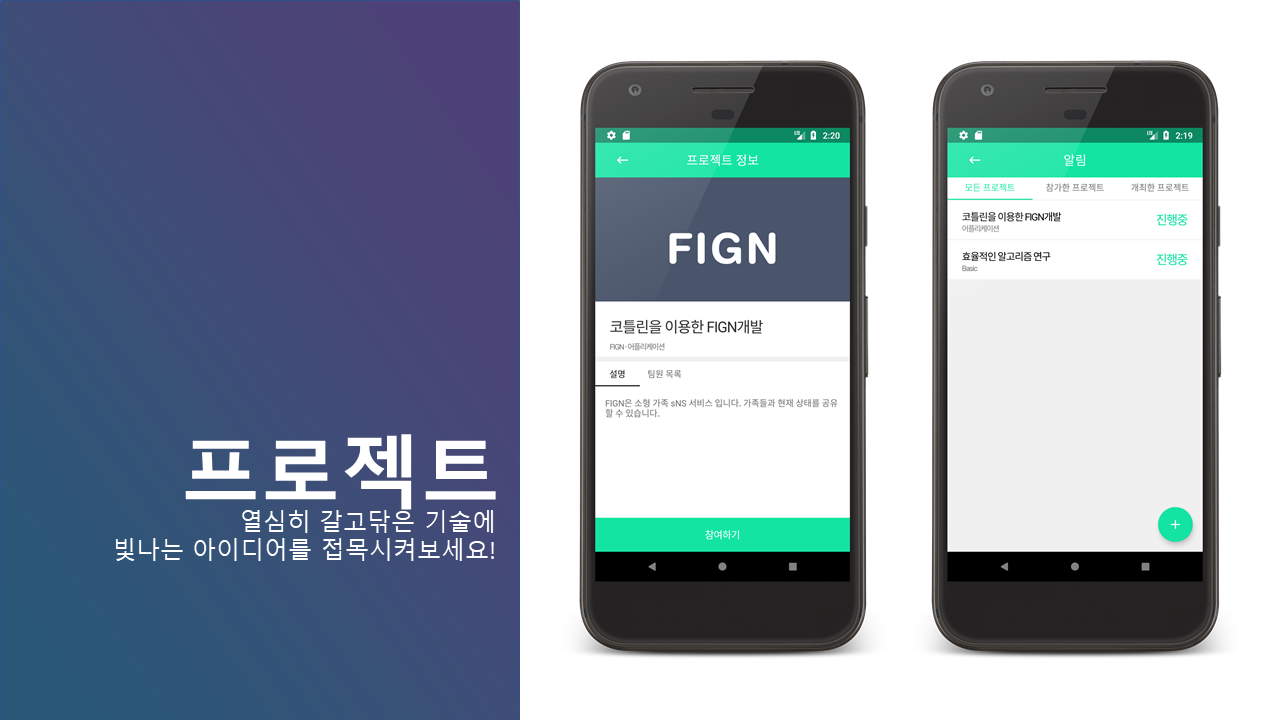 프로젝트
열심히 갈고닦은 기술에
빛나는 아이디어를 접목시켜보세요!
2:20
프로젝트 정보
FIGN
코틀린을 이용한 FIGN개발
FIGN · 어플리케이션
설명 팀원 목록
FIGN은 소형 가족 sNS 서비스 입니다. 가족들과 현재 상태를 공유
할 수 있습니다.
참여하기
2:19
알림
모든 프로젝트 참가한 프로젝트 개최한 프로젝트
코틀린을 이용한 FIGN개발 진행중
어플리케이션
효율적인 알고리즘 연구 진행중
Basic